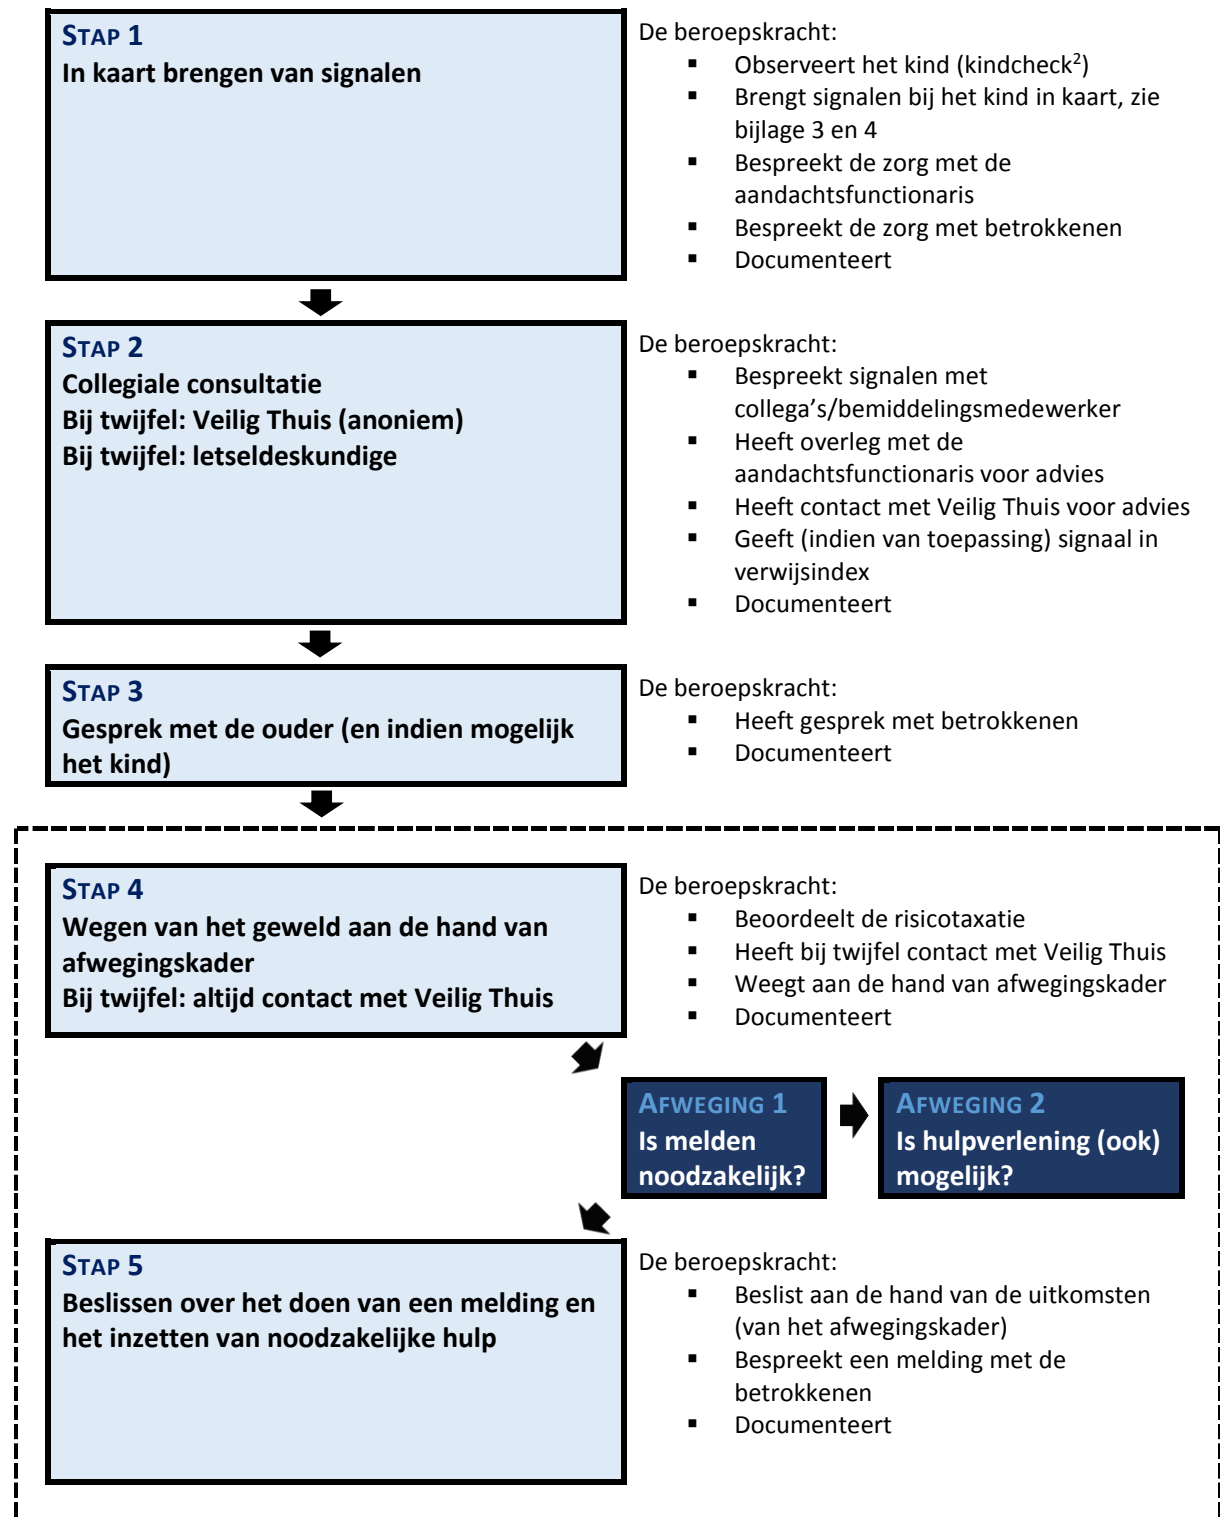 STAP 1
In kaart brengen van signalen
De beroepskracht:
▪ Observeert het kind (kindcheck²)
▪ Brengt signalen bij het kind in kaart, zie
bijlage 3 en 4
▪ Bespreekt de zorg met de
aandachtsfunctionaris
▪ Bespreekt de zorg met betrokkenen
▪ Documenteert
STAP 2
Collegiale consultatie
Bij twijfel: Veilig Thuis (anoniem)
Bij twijfel: letseldeskundige
De beroepskracht:
▪ Bespreekt signalen met
collega’s/bemiddelingsmedewerker
▪ Heeft overleg met de
aandachtsfunctionaris voor advies
▪ Heeft contact met Veilig Thuis voor advies
▪ Geeft (indien van toepassing) signaal in
verwijsindex
▪ Documenteert
STAP 3
Gesprek met de ouder (en indien mogelijk
het kind)
De beroepskracht:
▪ Heeft gesprek met betrokkenen
▪ Documenteert
STAP 4
Wegen van het geweld aan de hand van
afwegingskader
Bij twijfel: altijd contact met Veilig Thuis
De beroepskracht:
▪ Beoordeelt de risicotaxatie
▪ Heeft bij twijfel contact met Veilig Thuis
▪ Weegt aan de hand van afwegingskader
▪ Documenteert
AFWEGING 1
Is melden
noodzakelijk?
AFWEGING 2
Is hulpverlening (ook)
mogelijk?
STAP 5
Beslissen over het doen van een melding en
het inzetten van noodzakelijke hulp
De beroepskracht:
▪ Beslist aan de hand van de uitkomsten
(van het afwegingskader)
▪ Bespreekt een melding met de
betrokkenen
▪ Documenteert